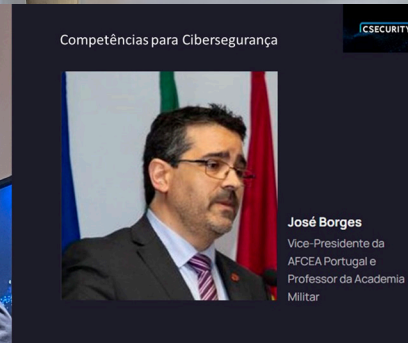 Competências para Cibersegurança
CSECURITY
José Borges
Vice-Presidente da
AFCEA Portugal e
Professor da Academia
Militar